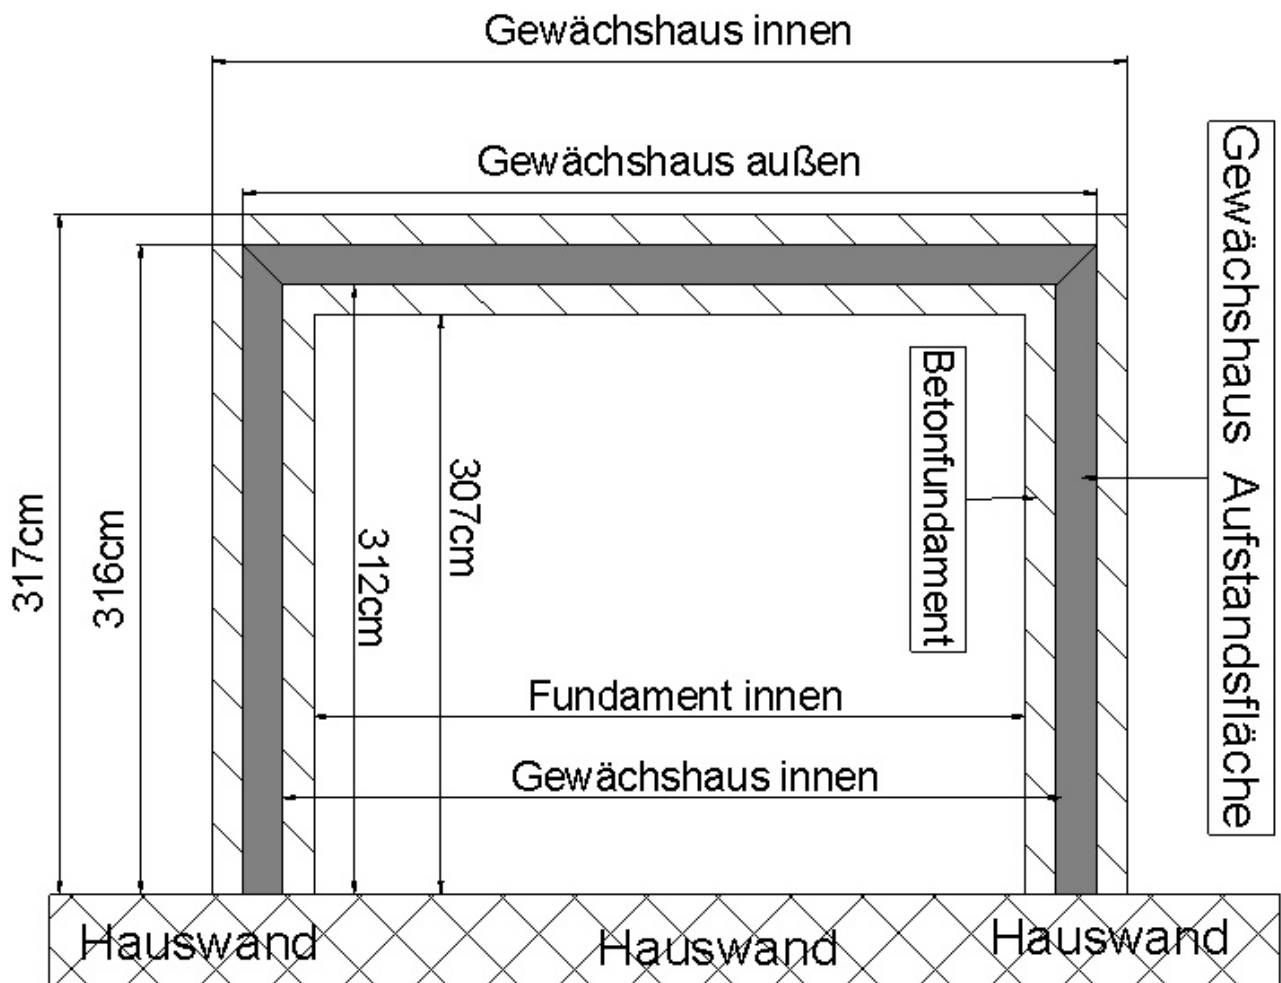 Gewächshaus innen
Gewächshaus außen
Gewächshaus Aufstandsfläche
Betonfundament
317cm
316cm
312cm
307cm
Fundament innen
Gewächshaus innen
Hauswand
Hauswand
Hauswand